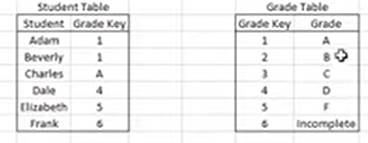 Student Table Grade Table
Student Grade Key Grade Key Grade
Adam 1 1 A
Beverly 1 2 B
Charles A 3 C
Dale 4 4 D
Elizabeth 5 5 F
Frank 6 6 Incomplete